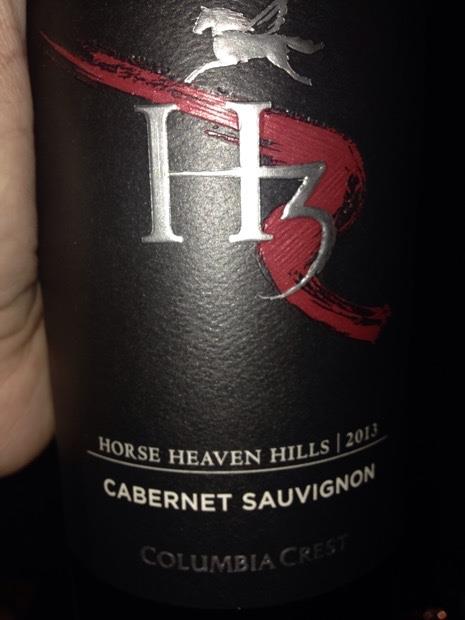 H3
HORSE HEAVEN HILLS | 2013
CABERNET SAUVIGNON
COLUMBIA CREST